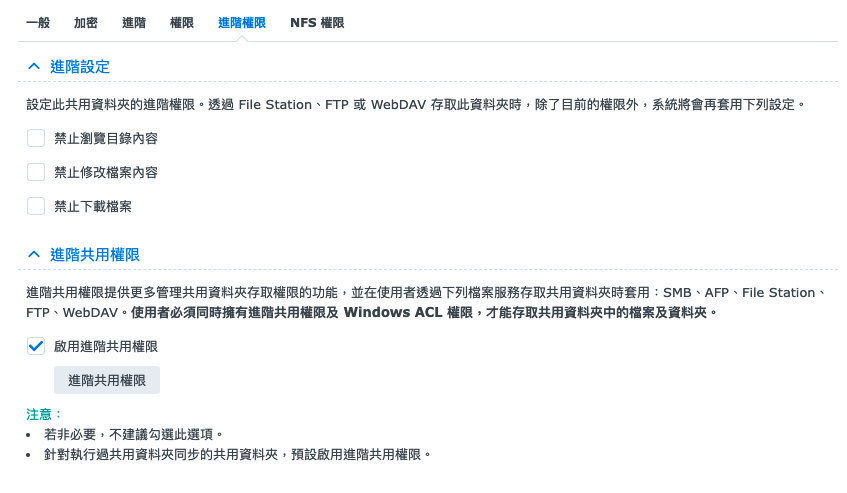 一般 加密 進階 權限 進階權限 NFS 權限
進階設定
設定此共用資料夾的進階權限。透過 File Station、FTP 或 WebDAV 存取此資料夾時，除了目前的權限外，系統將會再套用下列設定。
禁止瀏覽目錄內容
禁止修改檔案內容
禁止下載檔案
進階共用權限
進階共用權限提供更多管理共用資料夾存取權限的功能，並在使用者透過下列檔案服務存取共用資料夾時套用：SMB、AFP、File Station、
FTP、WebDAV。使用者必須同時擁有進階共用權限及 Windows ACL 權限，才能存取共用資料夾中的檔案及資料夾。
啟用進階共用權限
進階共用權限
注意：
• 若非必要，不建議勾選此選項。
• 針對執行過共用資料夾同步的共用資料夾，預設啟用進階共用權限。